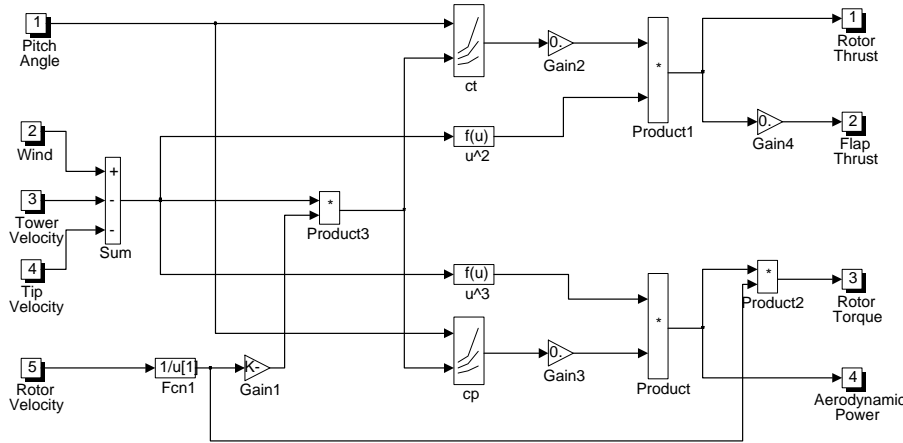 1
Pitch
Angle
ct
0.
Gain2
*
Product1
1
Rotor
Thrust
0.
Gain4
2
Flap
Thrust
2
Wind
f(u)
u^2
+
-
-
Sum
3
Tower
Velocity
*
Product3
4
Tip
Velocity
f(u)
u^3
*
Product2
3
Rotor
Torque
cp
0.
Gain3
*
Product
5
Rotor
Velocity
1/u[1]
Fcn1
K-
Gain1
4
Aerodynamic
Power